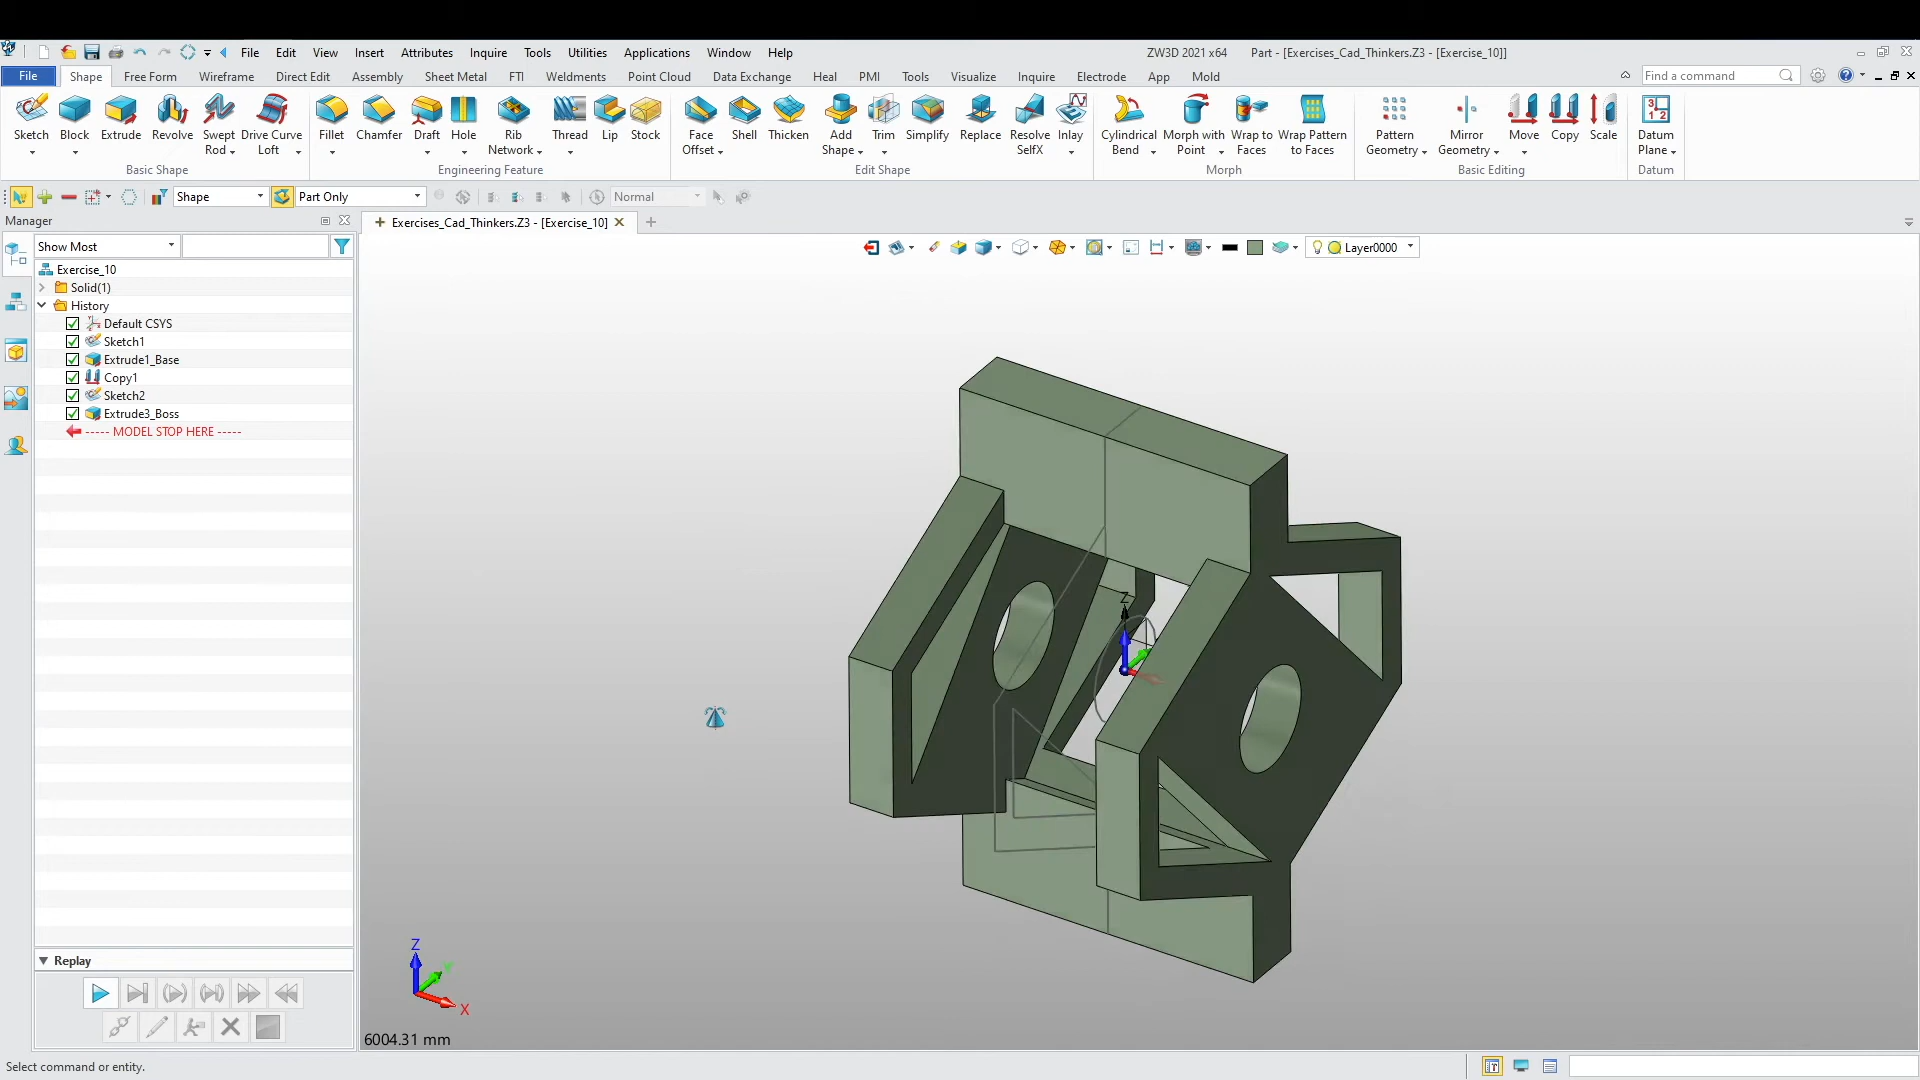 File Edit View Insert Attributes Inquire Tools Utilities Applications Window Help
ZW3D 2021 x64 Part - [Exercises_Cad_Thinkers.Z3 - [Exercise_10]]
File Shape Free Form Wireframe Direct Edit Assembly Sheet Metal FTI Weldments Point Cloud Data Exchange Heal PMI Tools Visualize Inquire Electrode App Mold
Find a command
Sketch Block Extrude Revolve Swept Rod Drive Curve Loft
Basic Shape
Fillet Chamfer Draft Hole Rib Network Thread Lip Stock
Engineering Feature
Face Offset Shell Thicken Add Shape Trim Simplify Replace Resolve SelfX Inlay
Edit Shape
Cylindrical Bend Morph with Point Wrap to Faces Wrap Pattern to Faces
Morph
Pattern Geometry Mirror Geometry Move Copy Scale
Basic Editing
Datum Plane
Datum
Shape Part Only Normal
Manager
Exercises_Cad_Thinkers.Z3 - [Exercise_10]
Show Most
Layer0000
Exercise_10
Solid(1)
History
Default CSYS
Sketch1
Extrude1_Base
Copy1
Sketch2
Extrude3_Boss
----- MODEL STOP HERE -----
Z
Replay
Z
Y
X
6004.31 mm
Select command or entity.